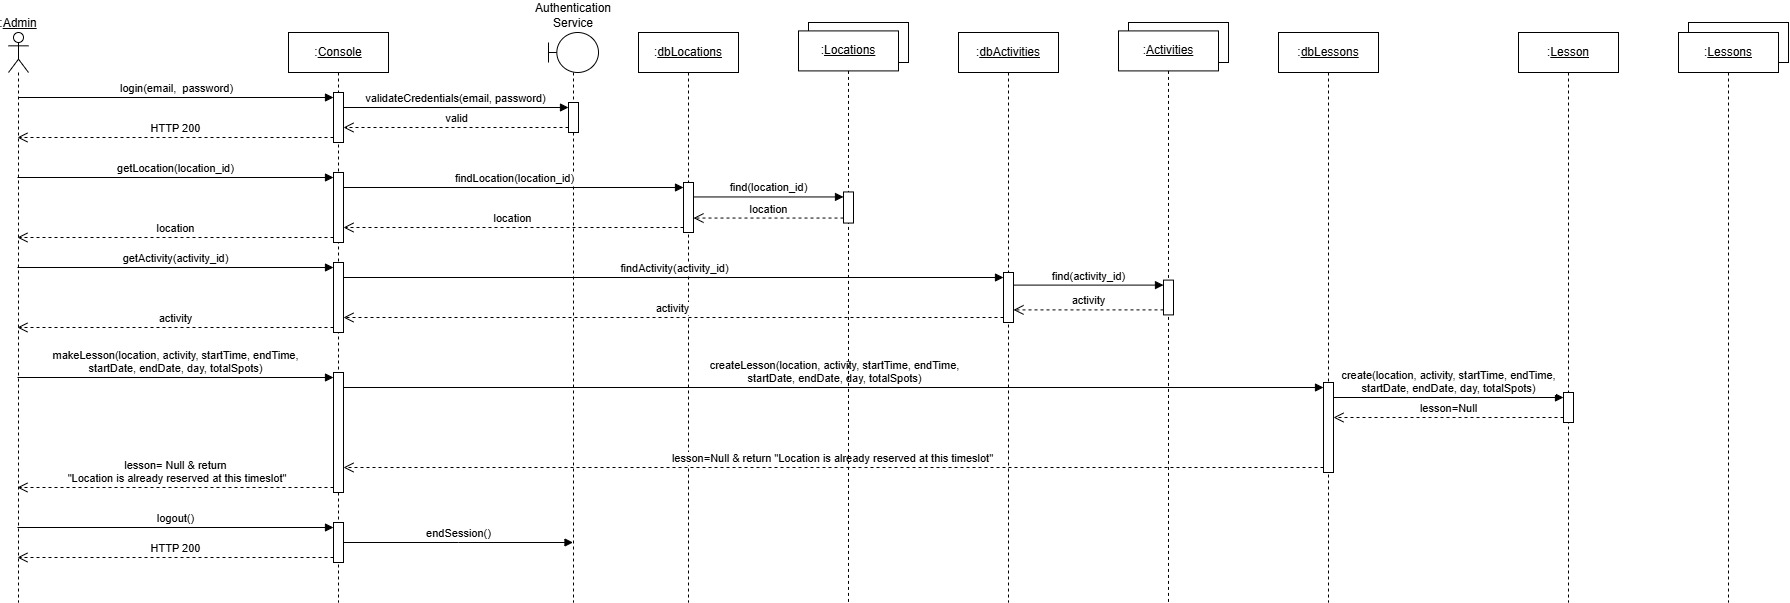 :Admin
:Console
Authentication
Service
:dbLocations
:Locations
:dbActivities
:Activities
:dbLessons
:Lesson
:Lessons
login(email, password)
validateCredentials(email, password)
valid
HTTP 200
getLocation(location_id)
findLocation(location_id)
find(location_id)
location
location
location
getActivity(activity_id)
findActivity(activity_id)
find(activity_id)
activity
activity
activity
makeLesson(location, activity, startTime, endTime,
startDate, endDate, day, totalSpots)
createLesson(location, activity, startTime, endTime,
startDate, endDate, day, totalSpots)
create(location, activity, startTime, endTime,
startDate, endDate, day, totalSpots)
lesson=Null
lesson=Null & return "Location is already reserved at this timeslot"
lesson= Null & return
"Location is already reserved at this timeslot"
logout()
endSession()
HTTP 200